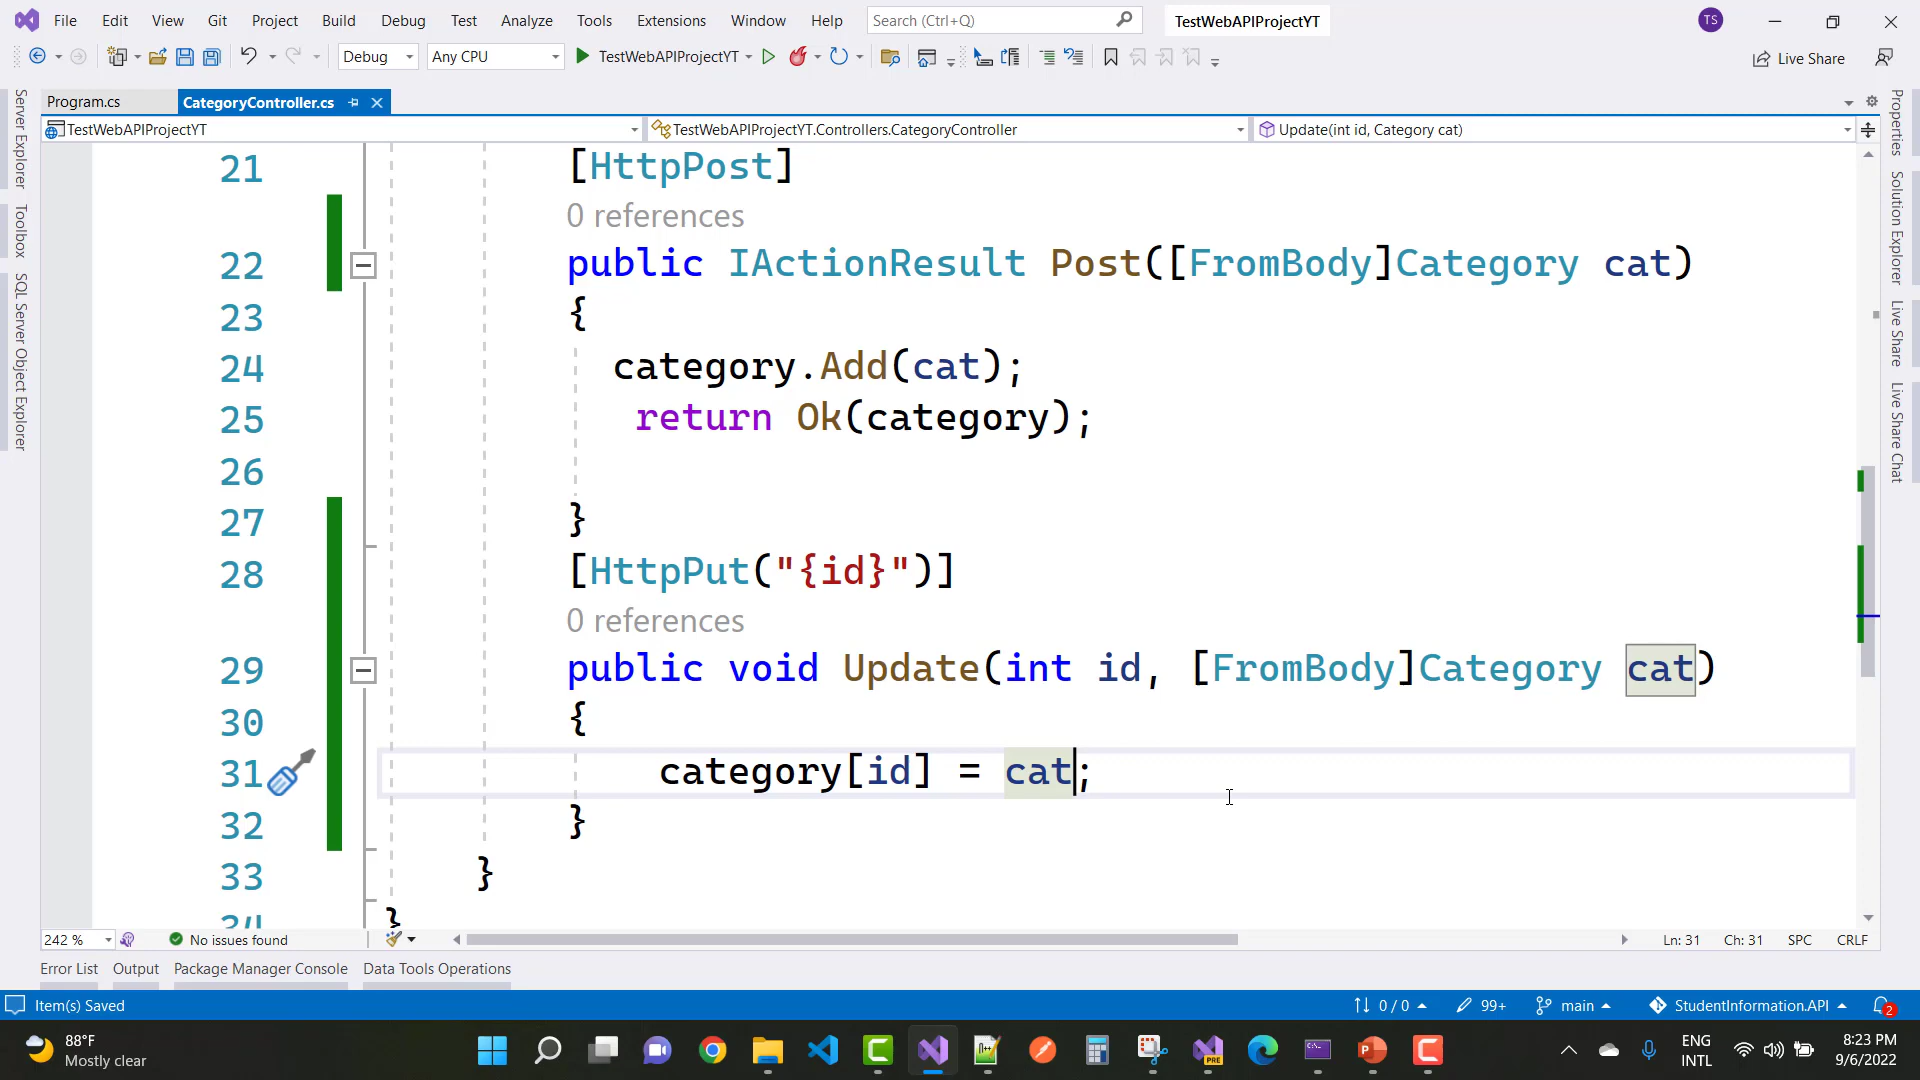 File Edit View Git Project Build Debug Test Analyze Tools Extensions Window Help Search (Ctrl+Q) TestWebAPIProjectYT TS
Debug Any CPU TestWebAPIProjectYT Live Share
Program.cs CategoryController.cs
TestWebAPIProjectYT TestWebAPIProjectYT.Controllers.CategoryController Update(int id, Category cat)
Server Explorer
Toolbox
SQL Server Object Explorer
21 [HttpPost]
0 references
22 public IActionResult Post([FromBody]Category cat)
23 {
24 category.Add(cat);
25 return Ok(category);
26
27 }
28 [HttpPut("{id}")]
0 references
29 public void Update(int id, [FromBody]Category cat)
30 {
31 category[id] = cat;
32 }
33 }
34 }
Properties
Solution Explorer
Live Share
Live Share Chat
242 % No issues found Ln: 31 Ch: 31 SPC CRLF
Error List Output Package Manager Console Data Tools Operations
Item(s) Saved 0 / 0 99+ main StudentInformation.API 2
88°F
Mostly clear
PRE
ENG
INTL
8:23 PM
9/6/2022